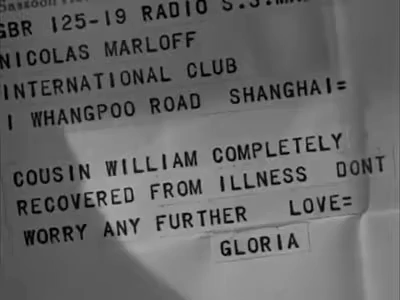 GBR 125-19 RADIO S.S.
NICOLAS MARLOFF
INTERNATIONAL CLUB
1 WHANGPOO ROAD SHANGHAI=
COUSIN WILLIAM COMPLETELY
RECOVERED FROM ILLNESS DONT
WORRY ANY FURTHER LOVE=
GLORIA